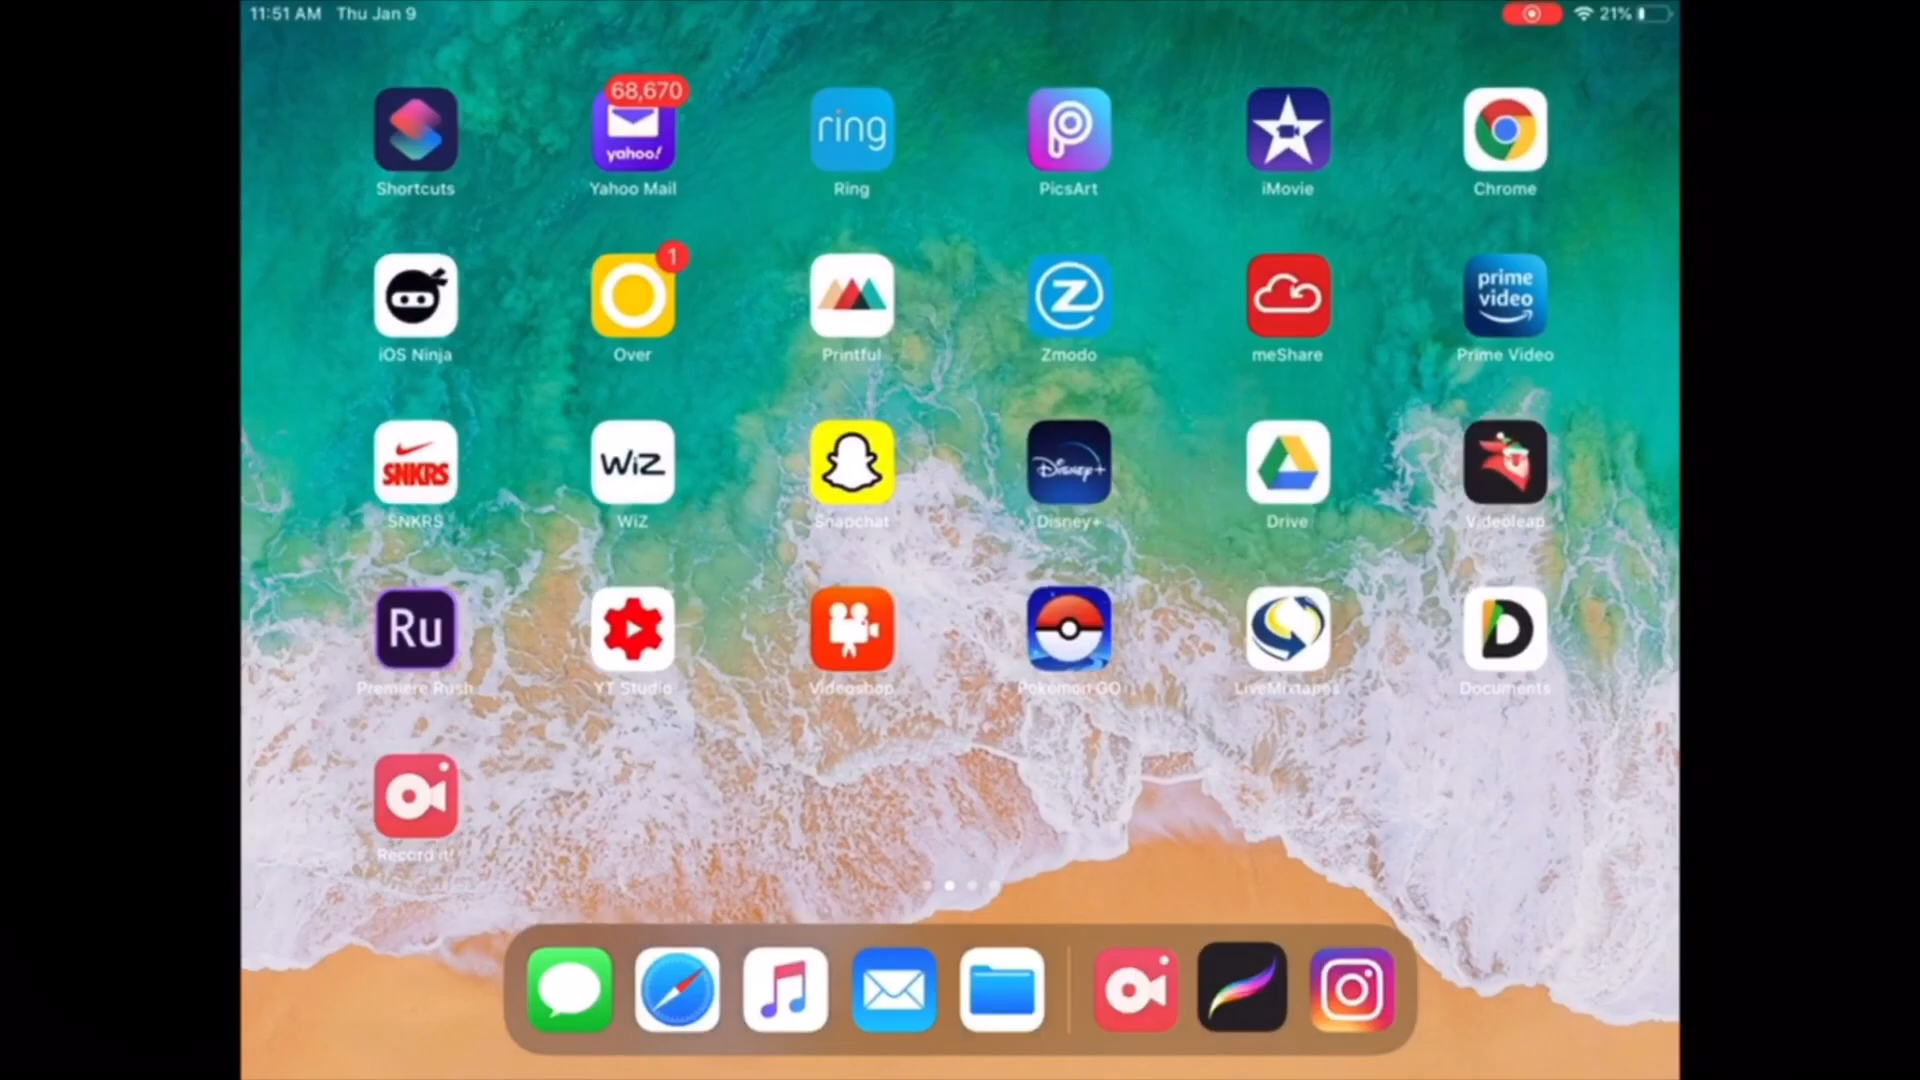 11:51 AM Thu Jan 9 21%
68,670
yahoo!
ring
Shortcuts Yahoo Mail Ring PicsArt iMovie Chrome
1
prime video
iOS Ninja Over Printful Zmodo meShare Prime Video
SNKRS
WiZ
Disney+
SNKRS WiZ Snapchat Disney+ Drive Videoleap
Ru
Premiere Rush YT Studio Videoshop Pokémon GO LiveMixtapes Documents
Record it!